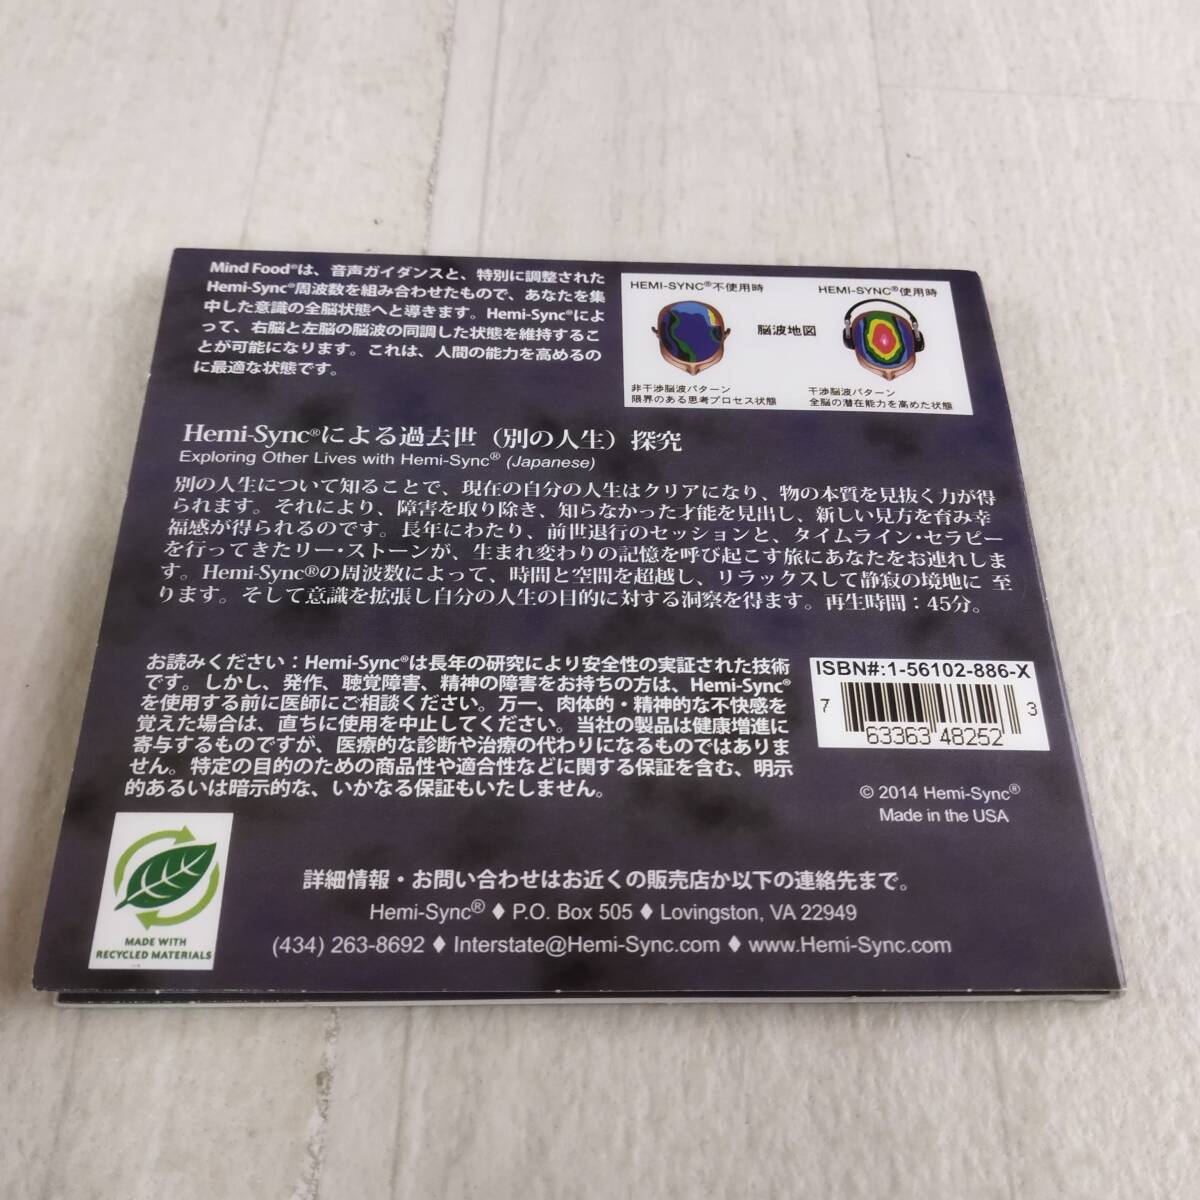 Mind Food®は、音声ガイダンスと、特別に調整された
Hemi-Sync®周波数を組み合わせたもので、あなたを集
中した意識の全脳状態へと導きます。Hemi-Sync®によ
って、右脳と左脳の脳波の同調した状態を維持するこ
とが可能になります。これは、人間の能力を高めるの
に最適な状態です。
HEMI-SYNC®不使用時
HEMI-SYNC®使用時
脳波地図
非干渉脳波パターン
限界のある思考プロセス状態
干渉脳波パターン
全脳の潜在能力を高めた状態
Hemi-Sync®による過去世（別の人生）探究
Exploring Other Lives with Hemi-Sync® (Japanese)
別の人生について知ることで、現在の自分の人生はクリアになり、物の本質を見抜く力が得
られます。それにより、障害を取り除き、知らなかった才能を見出し、新しい見方を育み幸
福感が得られるのです。長年にわたり、前世退行のセッションと、タイムライン・セラピー
を行ってきたリー・ストーンが、生まれ変わりの記憶を呼び起こす旅にあなたをお連れしま
す。Hemi-Sync®の周波数によって、時間と空間を超越し、リラックスして静寂の境地に 至
ります。そして意識を拡張し自分の人生の目的に対する洞察を得ます。再生時間：45分。
お読みください：Hemi-Sync®は長年の研究により安全性の実証された技術
です。しかし、発作、聴覚障害、精神の障害をお持ちの方は、Hemi-Sync®
を使用する前に医師にご相談ください。万一、肉体的・精神的な不快感を
覚えた場合は、直ちに使用を中止してください。当社の製品は健康増進に
寄与するものですが、医療的な診断や治療の代わりになるものではありま
せん。特定の目的のための商品性や適合性などに関する保証を含む、明示
的あるいは暗示的な、いかなる保証もいたしません。
ISBN#:1-56102-886-X
7 63363 48252 3
© 2014 Hemi-Sync®
Made in the USA
MADE WITH
RECYCLED MATERIALS
詳細情報・お問い合わせはお近くの販売店か以下の連絡先まで。
Hemi-Sync® ♦ P.O. Box 505 ♦ Lovingston, VA 22949
(434) 263-8692 ♦ Interstate@Hemi-Sync.com ♦ www.Hemi-Sync.com